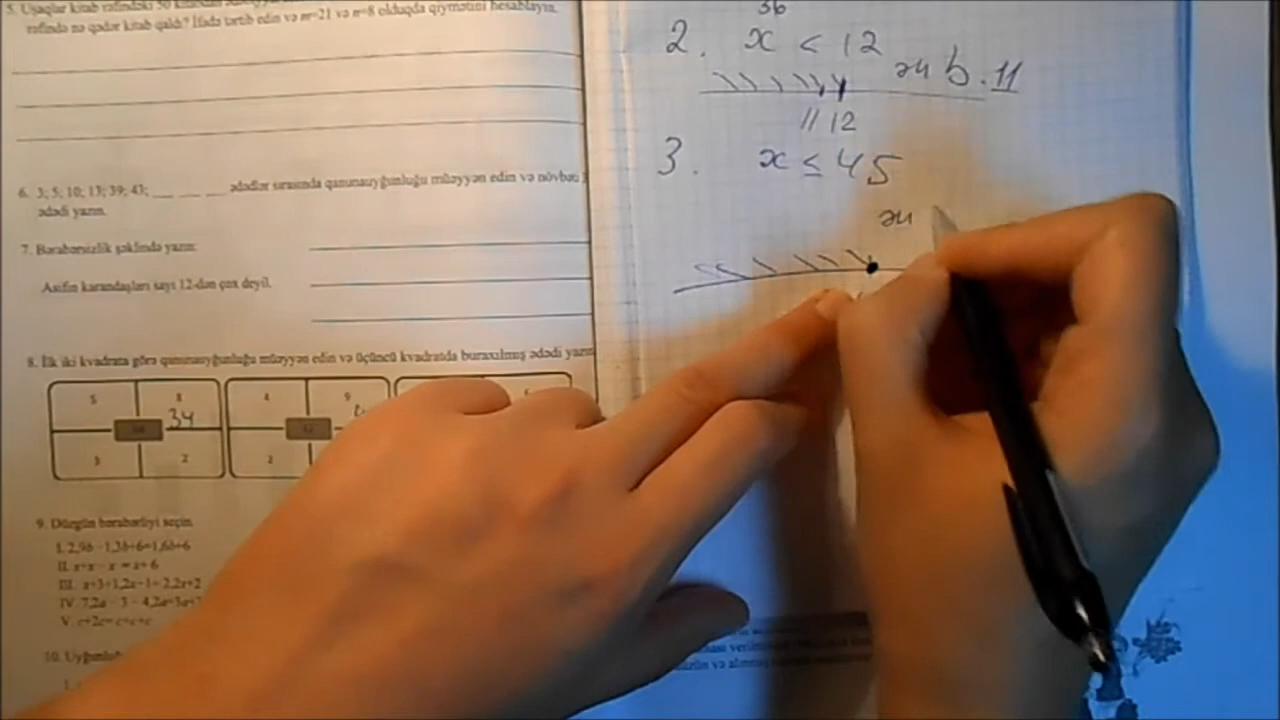 5. Uşaqlar kitab rəfindəki 50 kitabdan
rəfində nə qədər kitab qaldı? İfadə tərtib edin və m=21 və n=8 olduqda qiymətini hesablayın.
6. 3; 5; 10; 13; 39; 43; ___ ___ ədədlər sırasında qanunauyğunluğu müəyyən edin və növbəti
ədədi yazın.
7. Bərabərsizlik şəklində yazın:
Asifin karandaşları sayı 12-dən çox deyil.
8. İlk iki kvadrata görə qanunauyğunluğu müəyyən edin və üçüncü kvadratda buraxılmış ədədi
5 8 4 9
34
3 2 2
9. Düzgün bərabərliyi seçin.
I. 2,9b - 1,3b+6=1,6b+6
II. x+x - x = x+ 6
III. x+3+1,2x-1= 2,2x+2
IV. 7,2a - 3 - 4,2a=3a+
V. c+2c= c+c+c
10.
36
2. x < 12
ən b. 11
11 12
3. x ≤ 45
ən